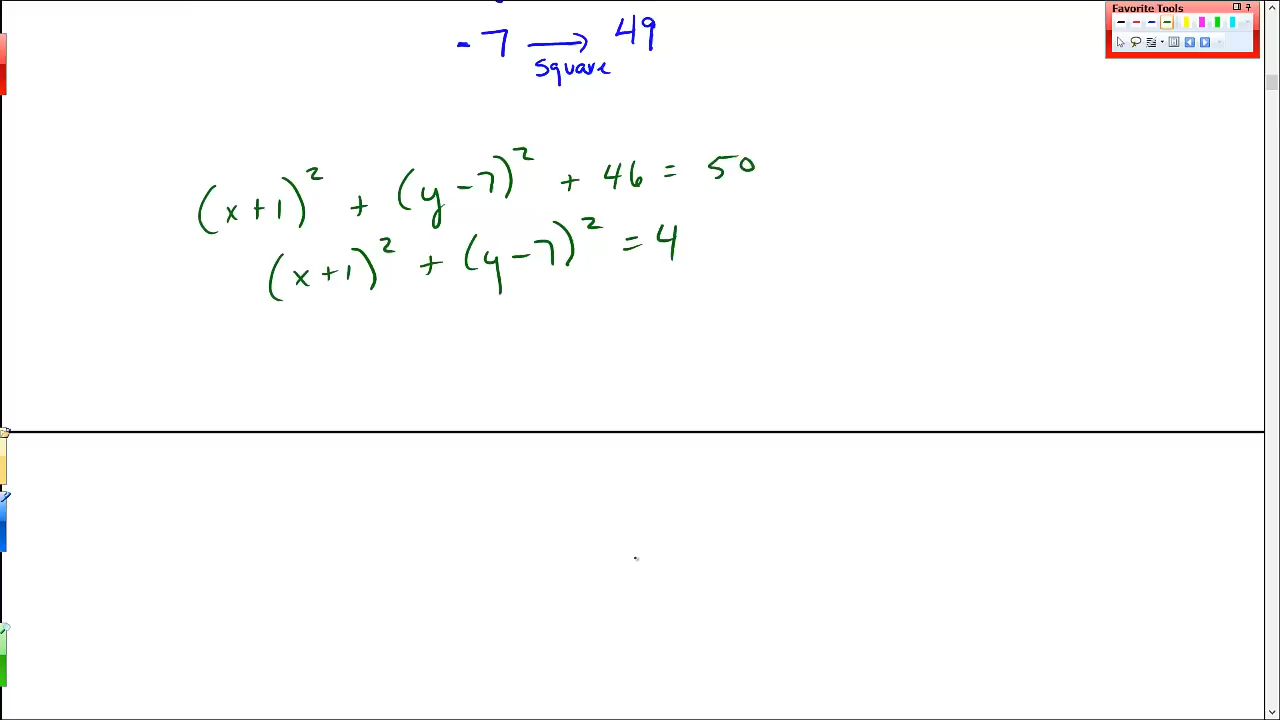 Favorite Tools
- 7 ⟶ 49
Square
(x+1)² + (y-7)² + 46 = 50
(x+1)² + (y-7)² = 4